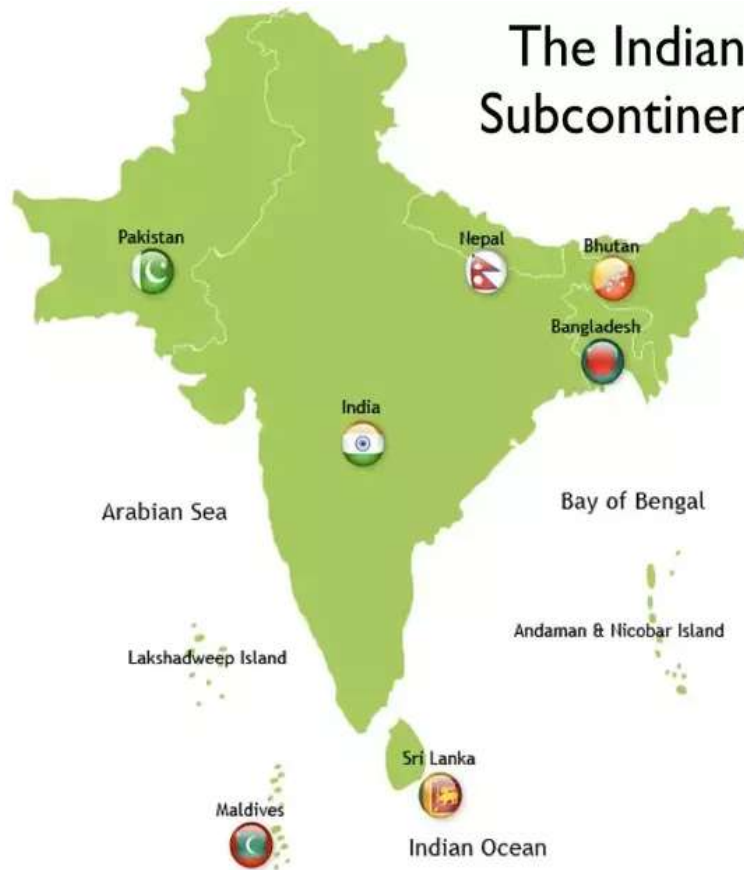 The Indian
Subcontinen
Pakistan
Nepal
Bhutan
Bangladesh
India
Arabian Sea
Bay of Bengal
Andaman & Nicobar Island
Lakshadweep Island
Sri Lanka
Maldives
Indian Ocean